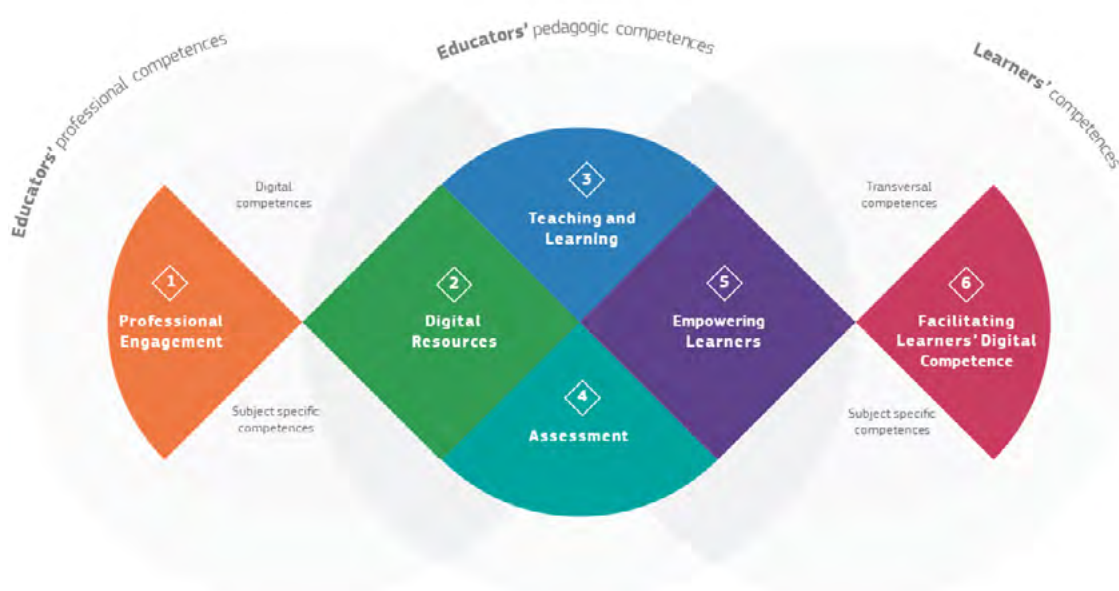 Educators' professional competences
Educators' pedagogic competences
Learners' competences
Digital
competences
Subject specific
competences
1
Professional
Engagement
2
Digital
Resources
3
Teaching and
Learning
4
Assessment
5
Empowering
Learners
Transversal
competences
Subject specific
competences
6
Facilitating
Learners' Digital
Competence